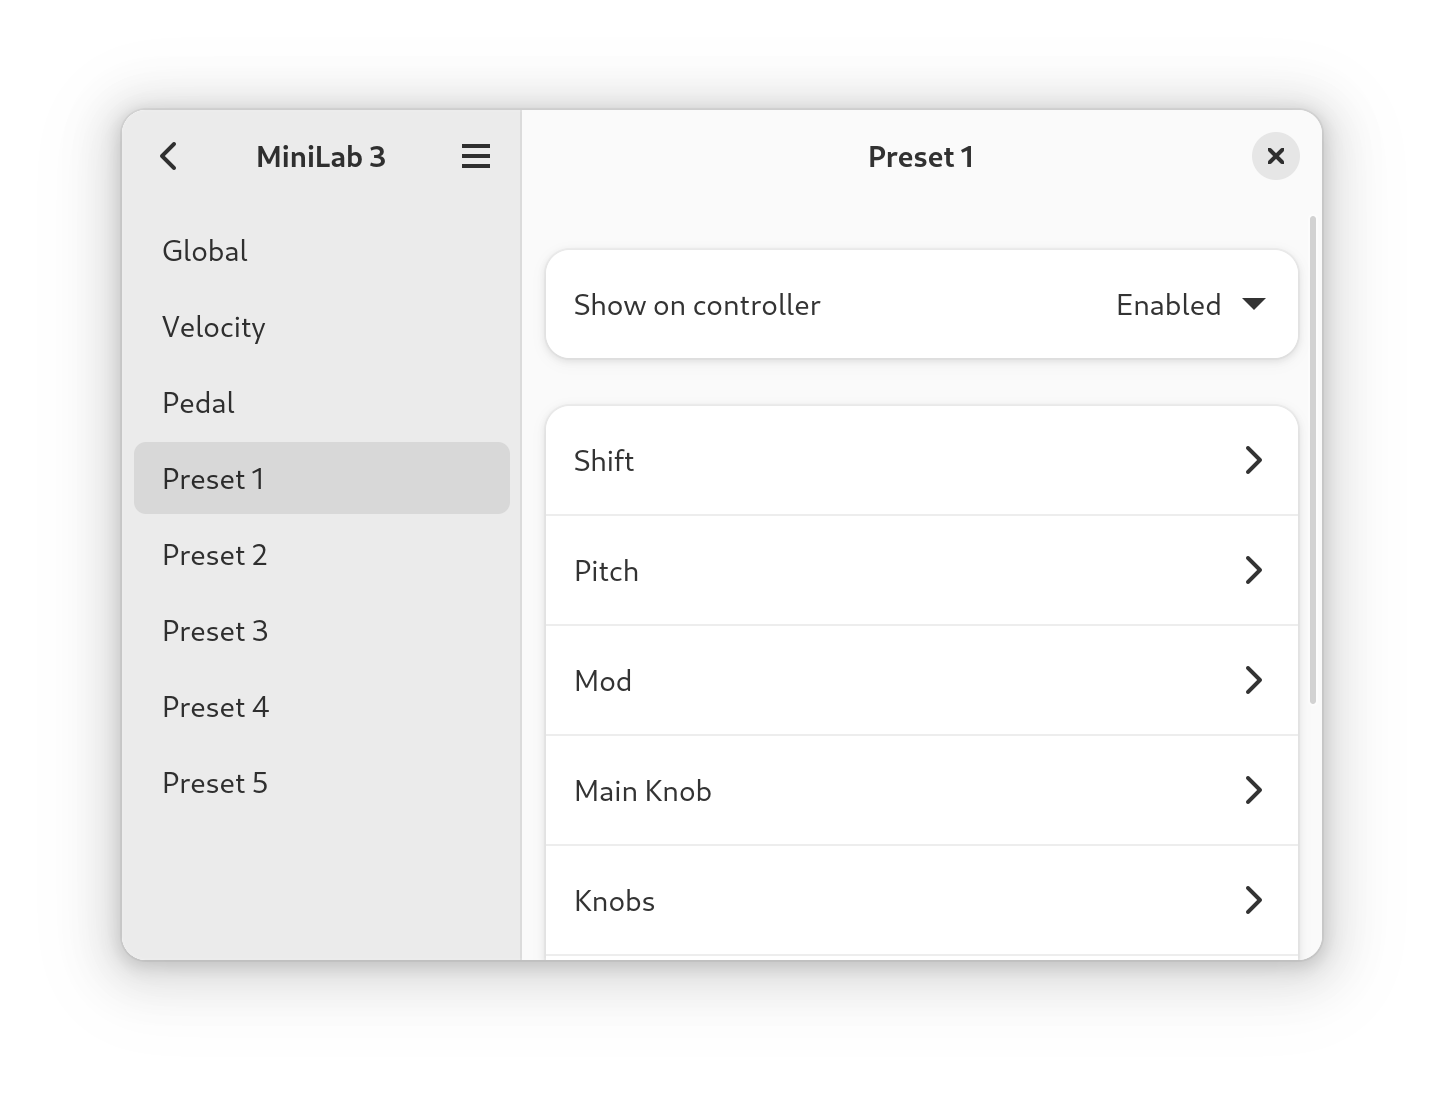 MiniLab 3
Global
Velocity
Pedal
Preset 1
Preset 2
Preset 3
Preset 4
Preset 5
Preset 1
Show on controller Enabled
Shift
Pitch
Mod
Main Knob
Knobs